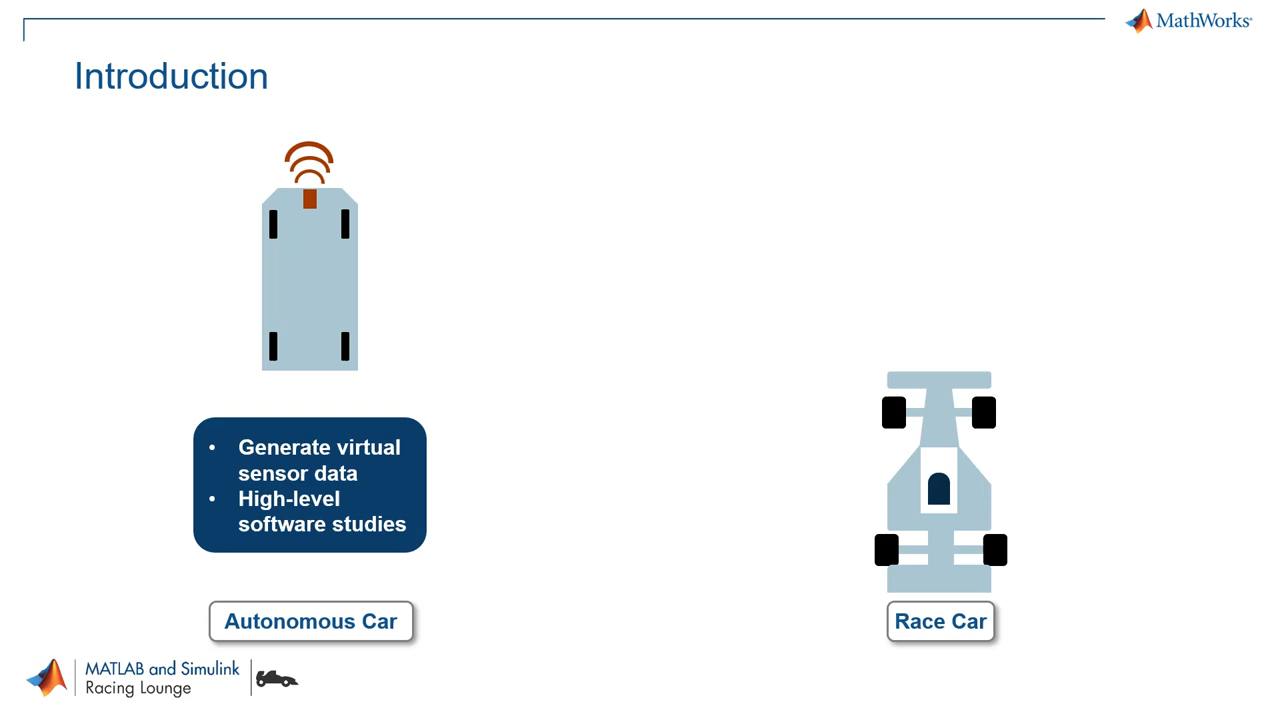 MathWorks®
Introduction
• Generate virtual
sensor data
• High-level
software studies
Autonomous Car
Race Car
MATLAB and Simulink
Racing Lounge